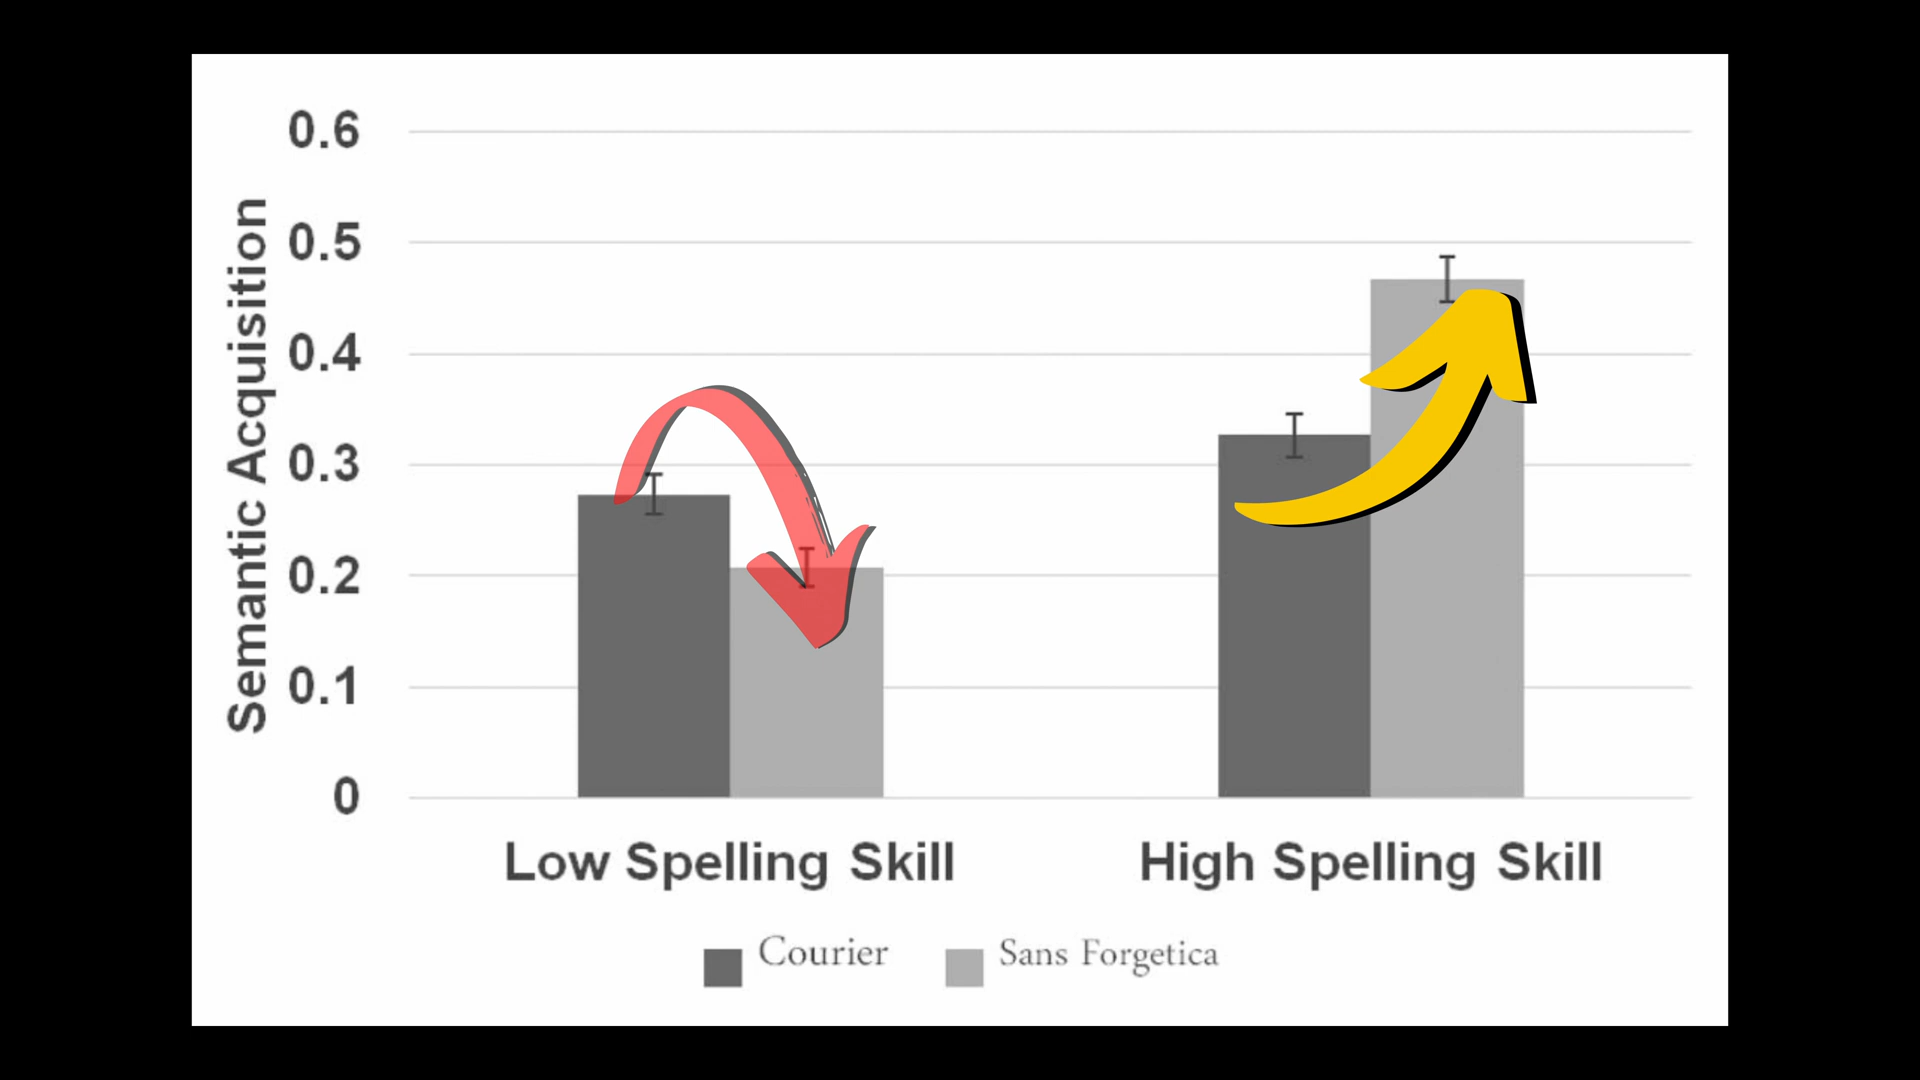 Semantic Acquisition
0.6
0.5
0.4
0.3
0.2
0.1
0
Low Spelling Skill
High Spelling Skill
Courier
Sans Forgetica